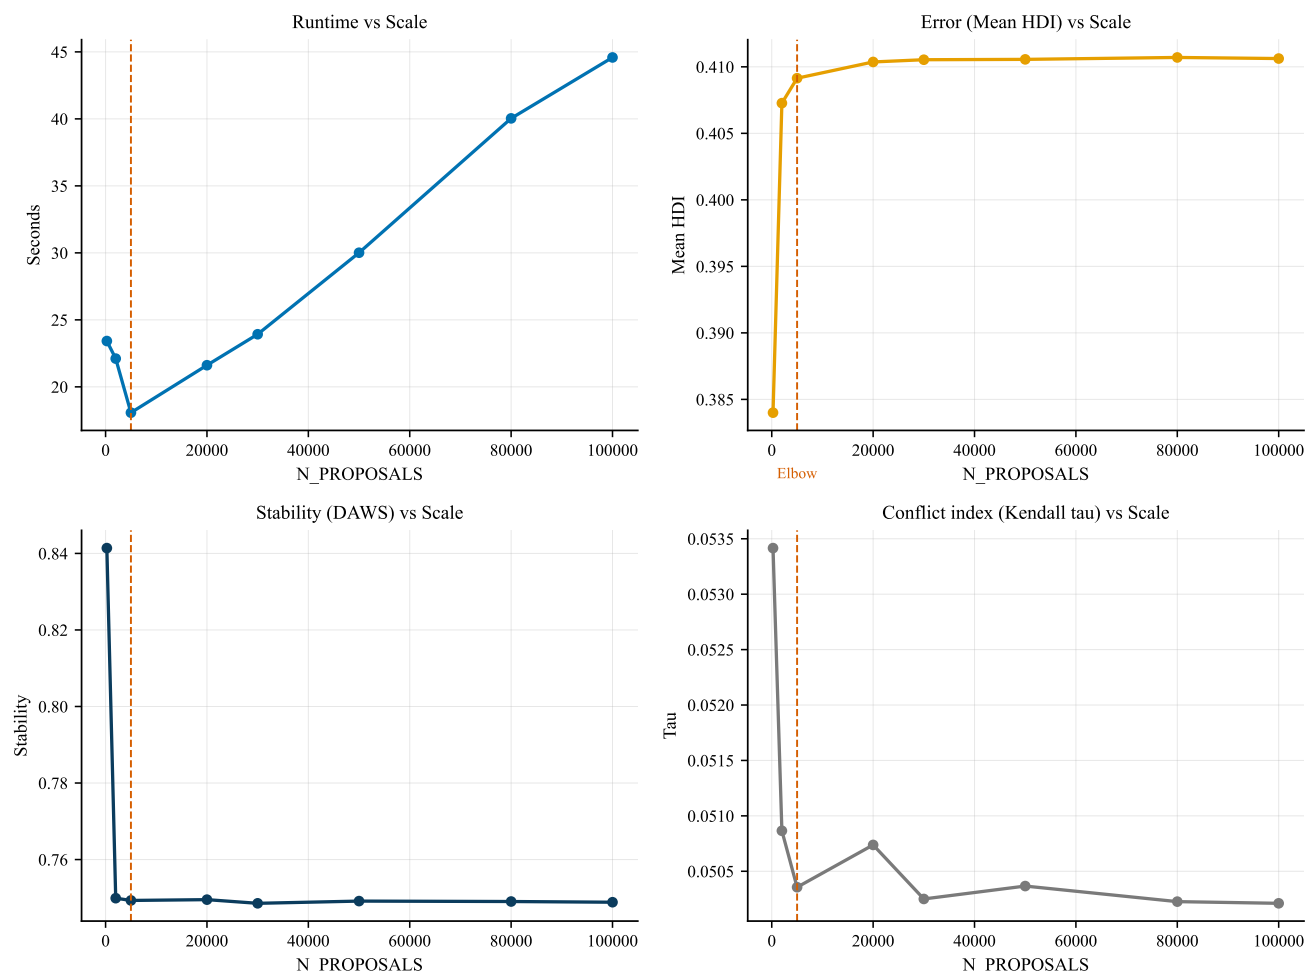 Runtime vs Scale
45
40
35
30
25
20
Seconds
0 20000 40000 60000 80000 100000
N_PROPOSALS
Error (Mean HDI) vs Scale
0.410
0.405
0.400
0.395
0.390
0.385
Mean HDI
0 20000 40000 60000 80000 100000
Elbow
N_PROPOSALS
Stability (DAWS) vs Scale
0.84
0.82
0.80
0.78
0.76
Stability
0 20000 40000 60000 80000 100000
N_PROPOSALS
Conflict index (Kendall tau) vs Scale
0.0535
0.0530
0.0525
0.0520
0.0515
0.0510
0.0505
Tau
0 20000 40000 60000 80000 100000
N_PROPOSALS